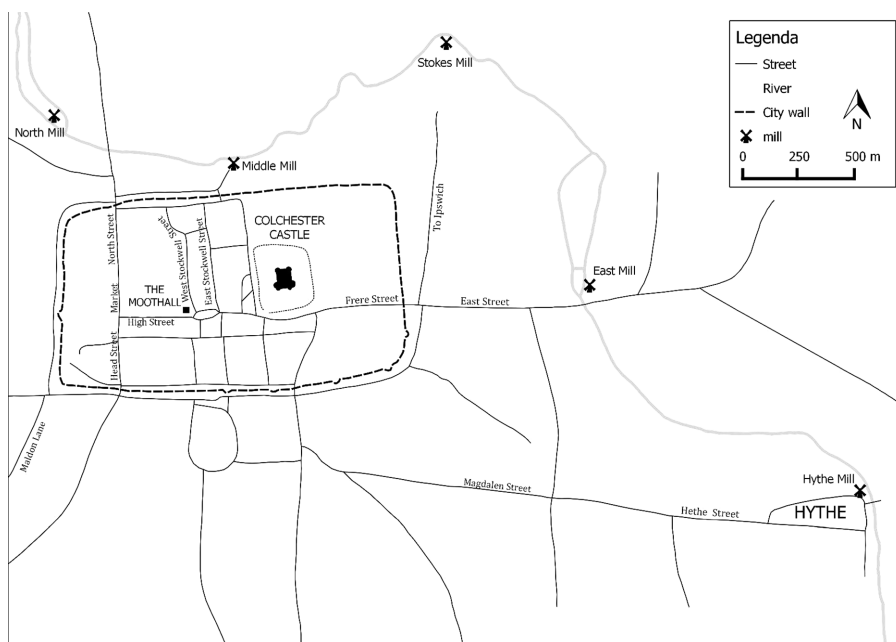 Stokes Mill
North Mill
Middle Mill
Legenda
Street
River
City wall
mill
N
0 250 500 m
COLCHESTER
CASTLE
To Ipswich
North Street
West Stockwell
Street
East Stockwell Street
THE
MOOTHALL
Market
High Street
Head Street
Frere Street
East Street
East Mill
Maldon Lane
Magdalen Street
Hethe Street
Hythe Mill
HYTHE